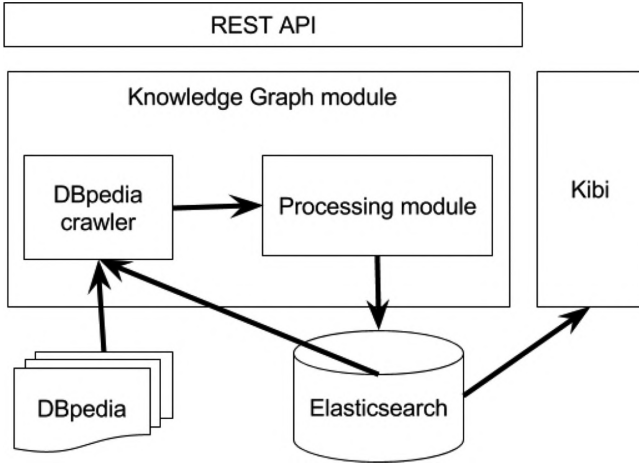 REST API
Knowledge Graph module
DBpedia
crawler
Processing module
Kibi
DBpedia
Elasticsearch